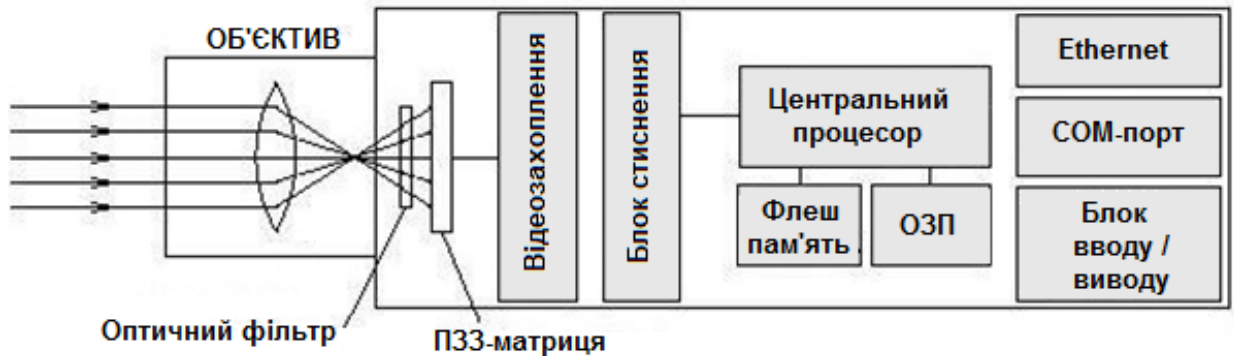 ОБ'ЄКТИВ
Оптичний фільтр
ПЗЗ-матриця
Відеозахоплення
Блок стиснення
Центральний
процесор
Флеш
пам'ять
ОЗП
Ethernet
COM-порт
Блок
вводу /
виводу